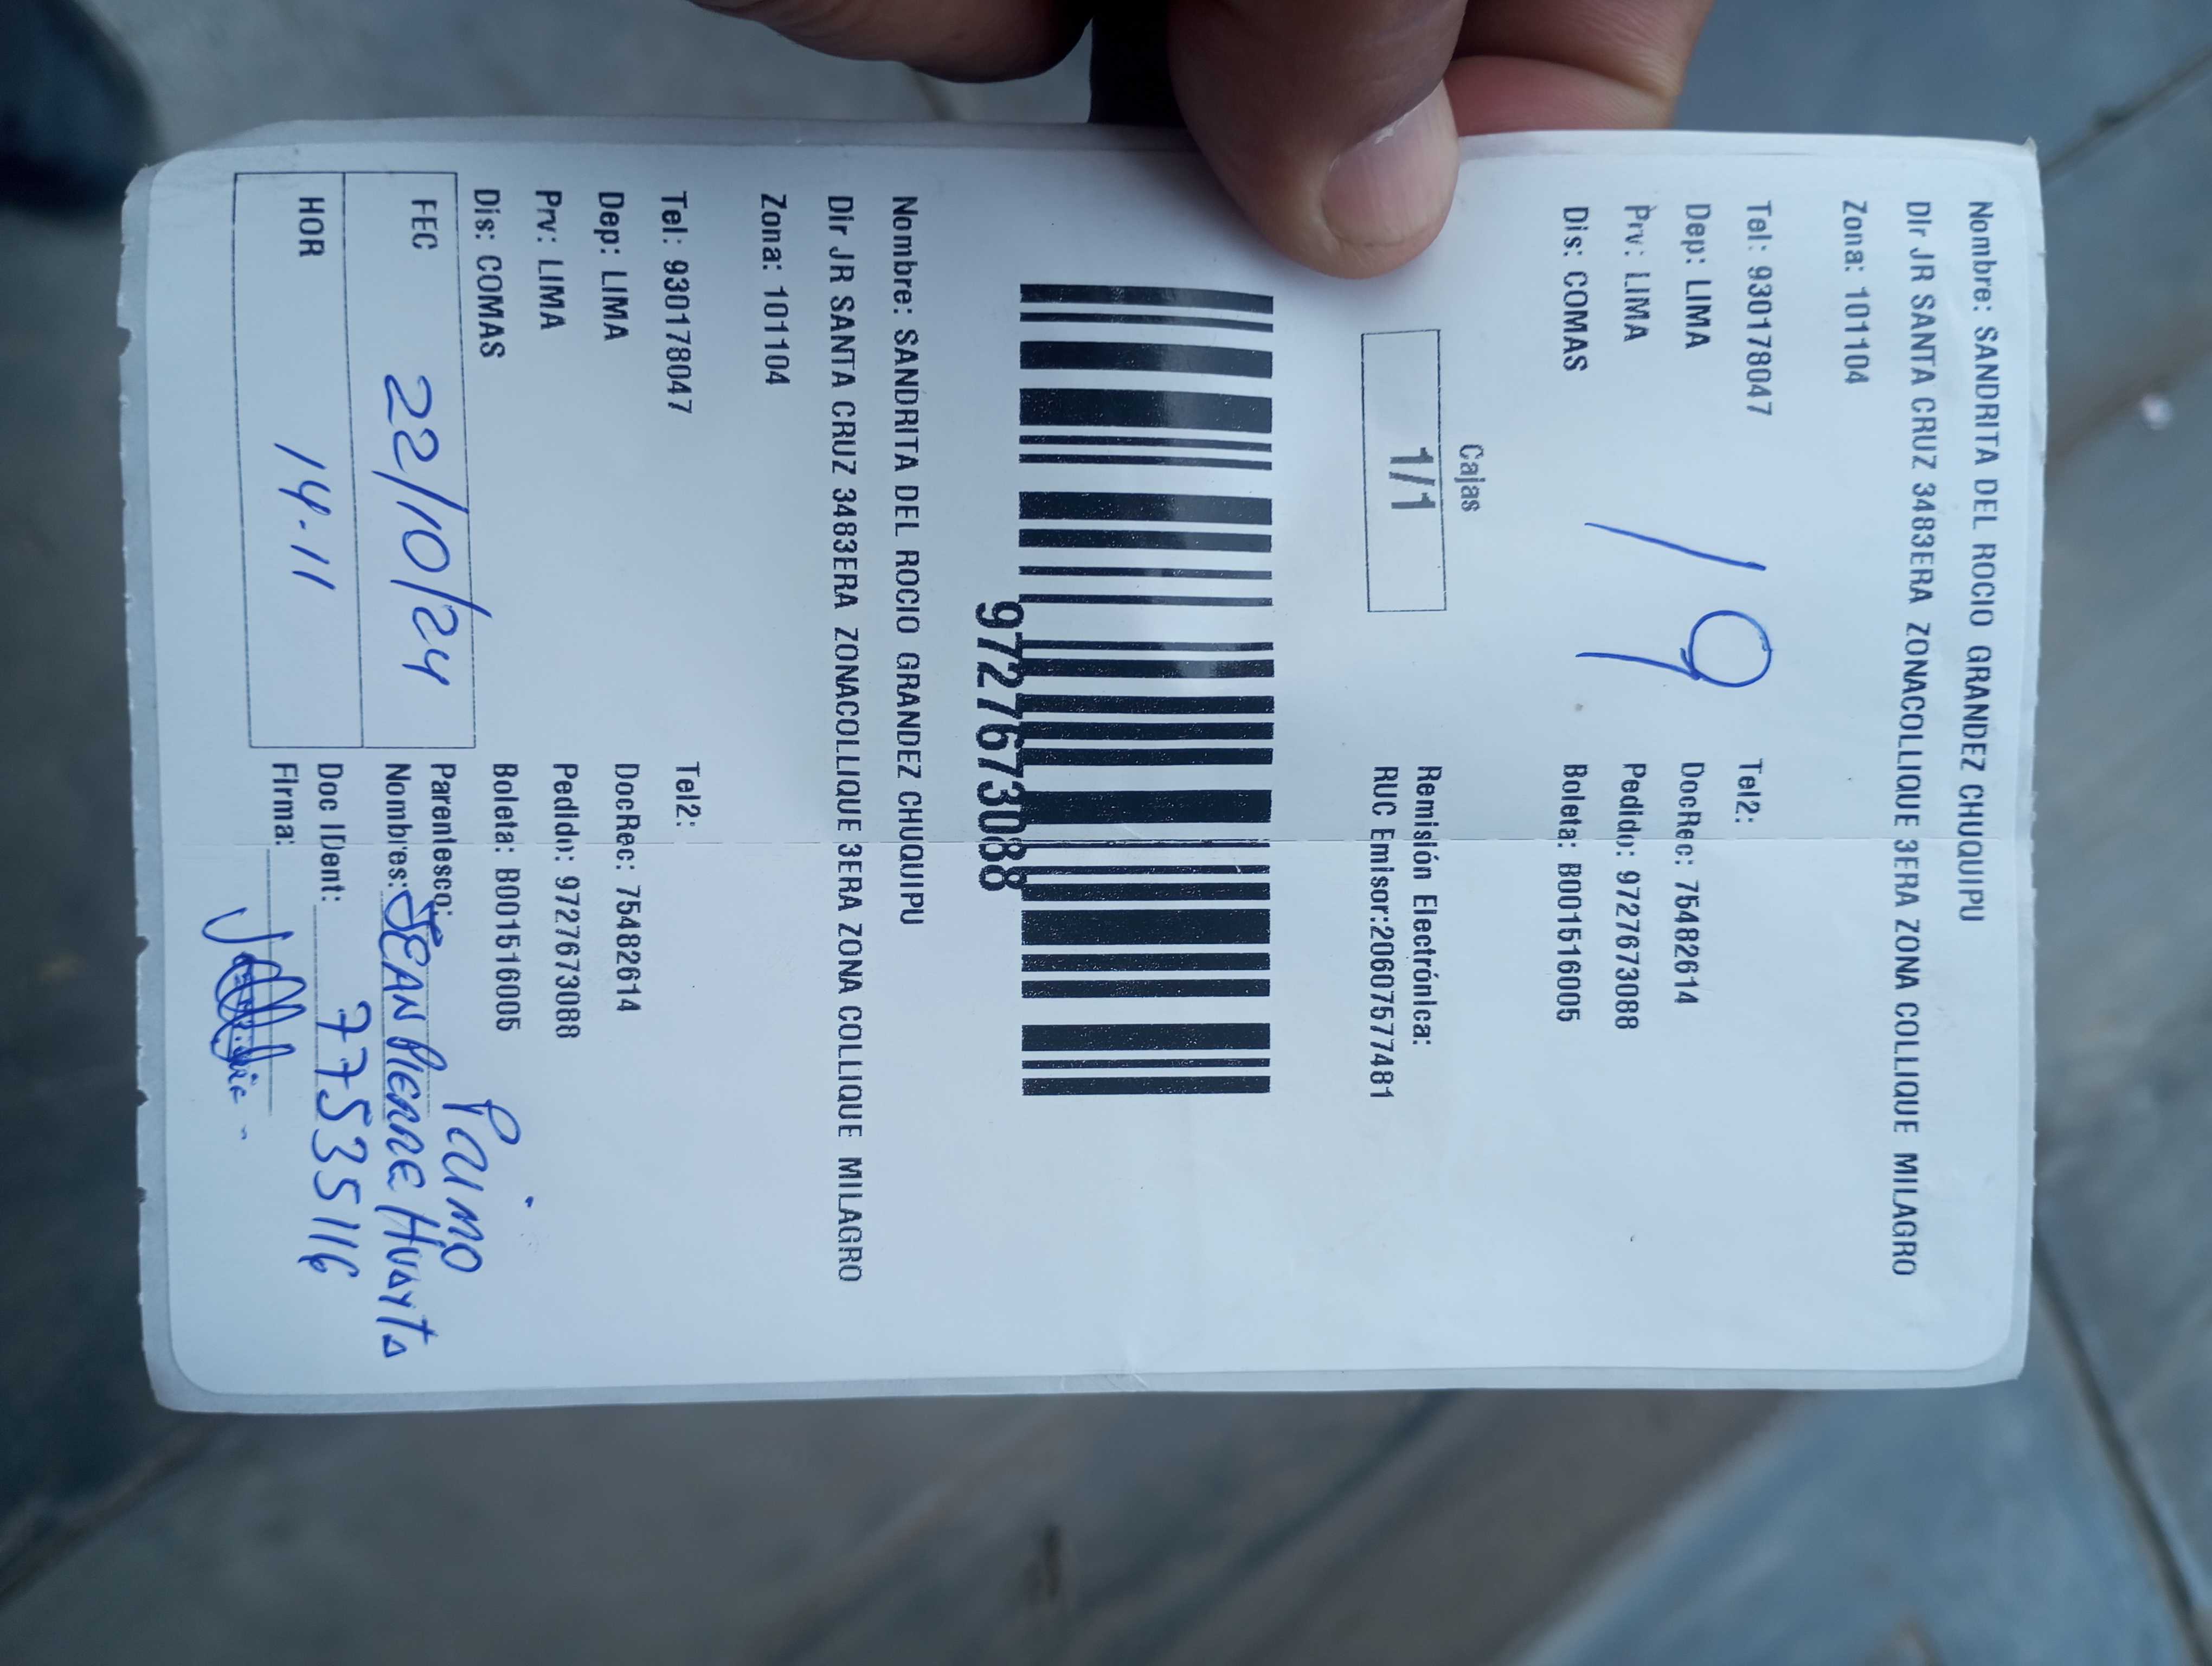 Nombre: SANDRITA DEL ROCIO GRANDEZ CHUQUIPU
Dir JR SANTA CRUZ 3483ERA ZONACOLLIQUE 3ERA ZONA COLLIQUE MILAGRO
Zona: 101104
Tel: 930178047 Tel2:
Dep: LIMA DocRec: 75482614
Prv: LIMA Pedido: 9727673088
Dis: COMAS Boleta: B001516005
19
Cajas
1/1
Remisión Electrónica:
RUC Emisor:20607577481
9727673088
Nombre: SANDRITA DEL ROCIO GRANDEZ CHUQUIPU
Dir JR SANTA CRUZ 3483ERA ZONACOLLIQUE 3ERA ZONA COLLIQUE MILAGRO
Zona: 101104
Tel: 930178047 Tel2:
Dep: LIMA DocRec: 75482614
Prv: LIMA Pedido: 9727673088
Dis: COMAS Boleta: B001516005
FEC 22/10/24
HOR 14.11
Parentesco: PRIMO
Nombres: JEAN PIERRE HUAYTA
Doc IDent: 77535116
Firma: